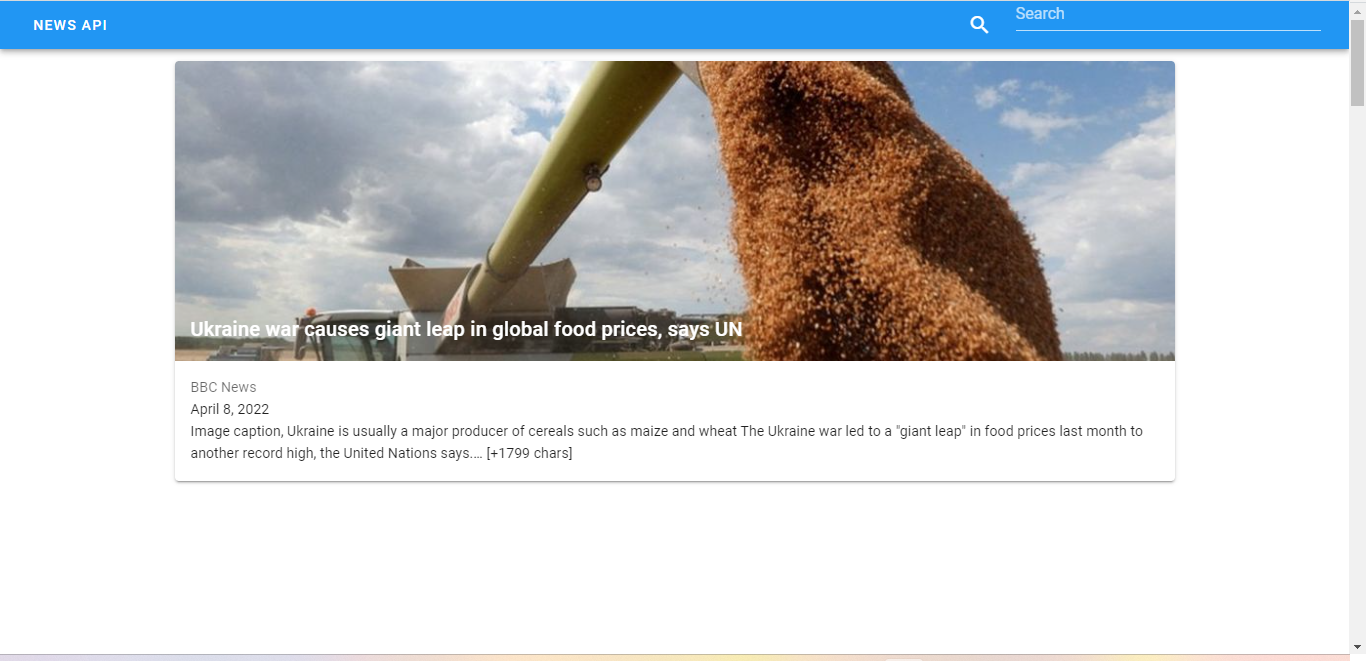 NEWS API
Search
Ukraine war causes giant leap in global food prices, says UN
BBC News
April 8, 2022
Image caption, Ukraine is usually a major producer of cereals such as maize and wheat The Ukraine war led to a "giant leap" in food prices last month to
another record high, the United Nations says.… [+1799 chars]